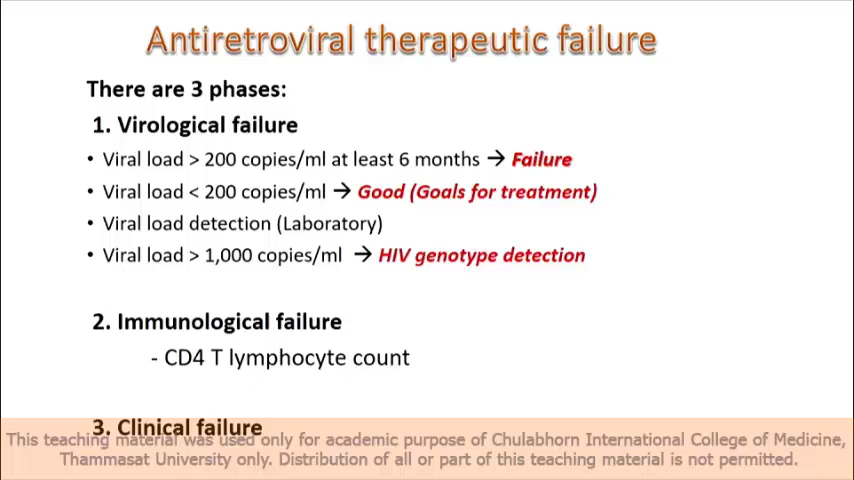 Antiretroviral therapeutic failure
There are 3 phases:
1. Virological failure
• Viral load > 200 copies/ml at least 6 months → Failure
• Viral load < 200 copies/ml → Good (Goals for treatment)
• Viral load detection (Laboratory)
• Viral load > 1,000 copies/ml → HIV genotype detection
2. Immunological failure
- CD4 T lymphocyte count
3. Clinical failure
This teaching material was used only for academic purpose of Chulabhorn International College of Medicine,
Thammasat University only. Distribution of all or part of this teaching material is not permitted.